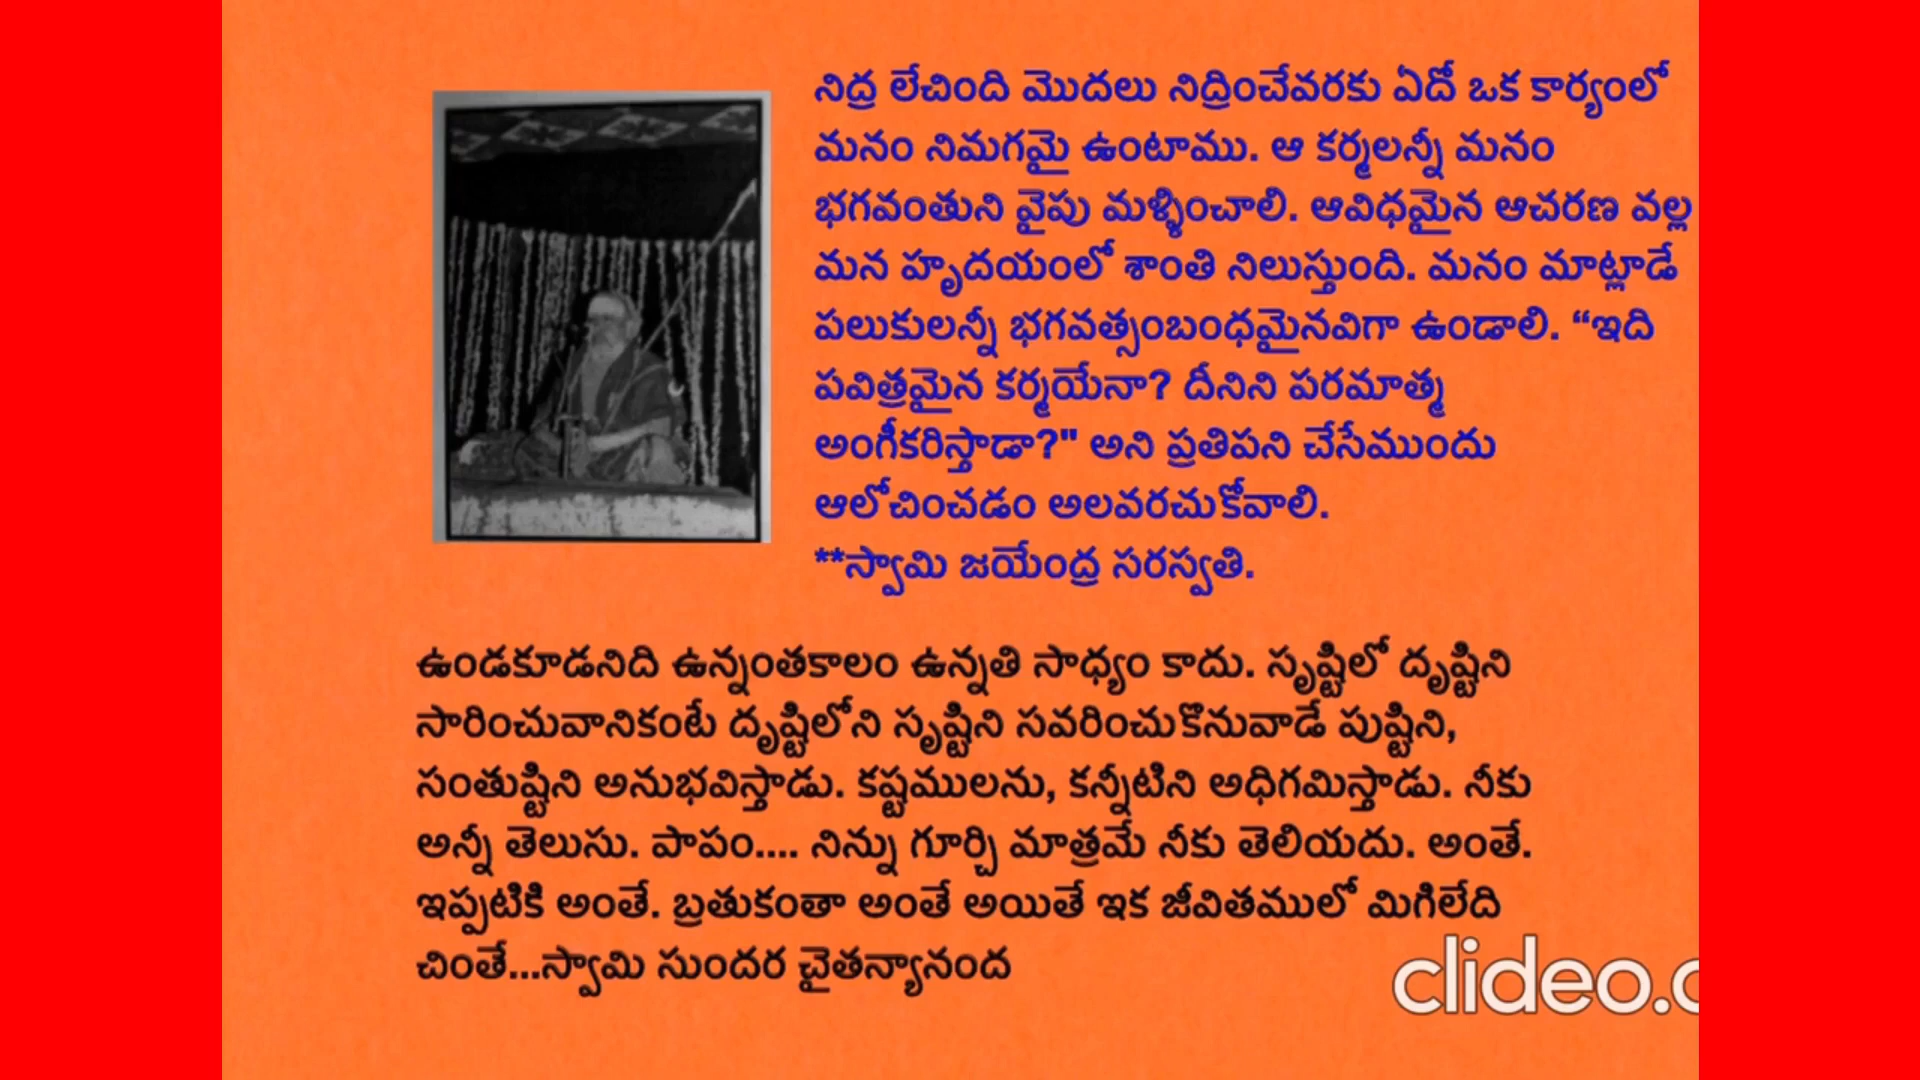 నిద్ర లేచింది మొదలు నిద్రించేవరకు ఏదో ఒక కార్యంలో
మనం నిమగమై ఉంటాము. ఆ కర్మలన్నీ మనం
భగవంతుని వైపు మళ్ళించాలి. ఆవిధమైన ఆచరణ వల్ల
మన హృదయంలో శాంతి నిలుస్తుంది. మనం మాట్లాడే
పలుకులన్నీ భగవత్సంబంధమైనవిగా ఉండాలి. “ఇది
పవిత్రమైన కర్మయేనా? దీనిని పరమాత్మ
అంగీకరిస్తాడా?" అని ప్రతిపని చేసేముందు
ఆలోచించడం అలవరచుకోవాలి.
**స్వామి జయేంద్ర సరస్వతి.
ఉండకూడనిది ఉన్నంతకాలం ఉన్నతి సాధ్యం కాదు. సృష్టిలో దృష్టిని
సారించువానికంటే దృష్టిలోని సృష్టిని సవరించుకొనువాడే పుష్టిని,
సంతుష్టిని అనుభవిస్తాడు. కష్టములను, కన్నీటిని అధిగమిస్తాడు. నీకు
అన్నీ తెలుసు. పాపం.... నిన్ను గూర్చి మాత్రమే నీకు తెలియదు. అంతే.
ఇప్పటికి అంతే. బ్రతుకంతా అంతే అయితే ఇక జీవితములో మిగిలేది
చింతే...స్వామి సుందర చైతన్యానంద
clideo.c